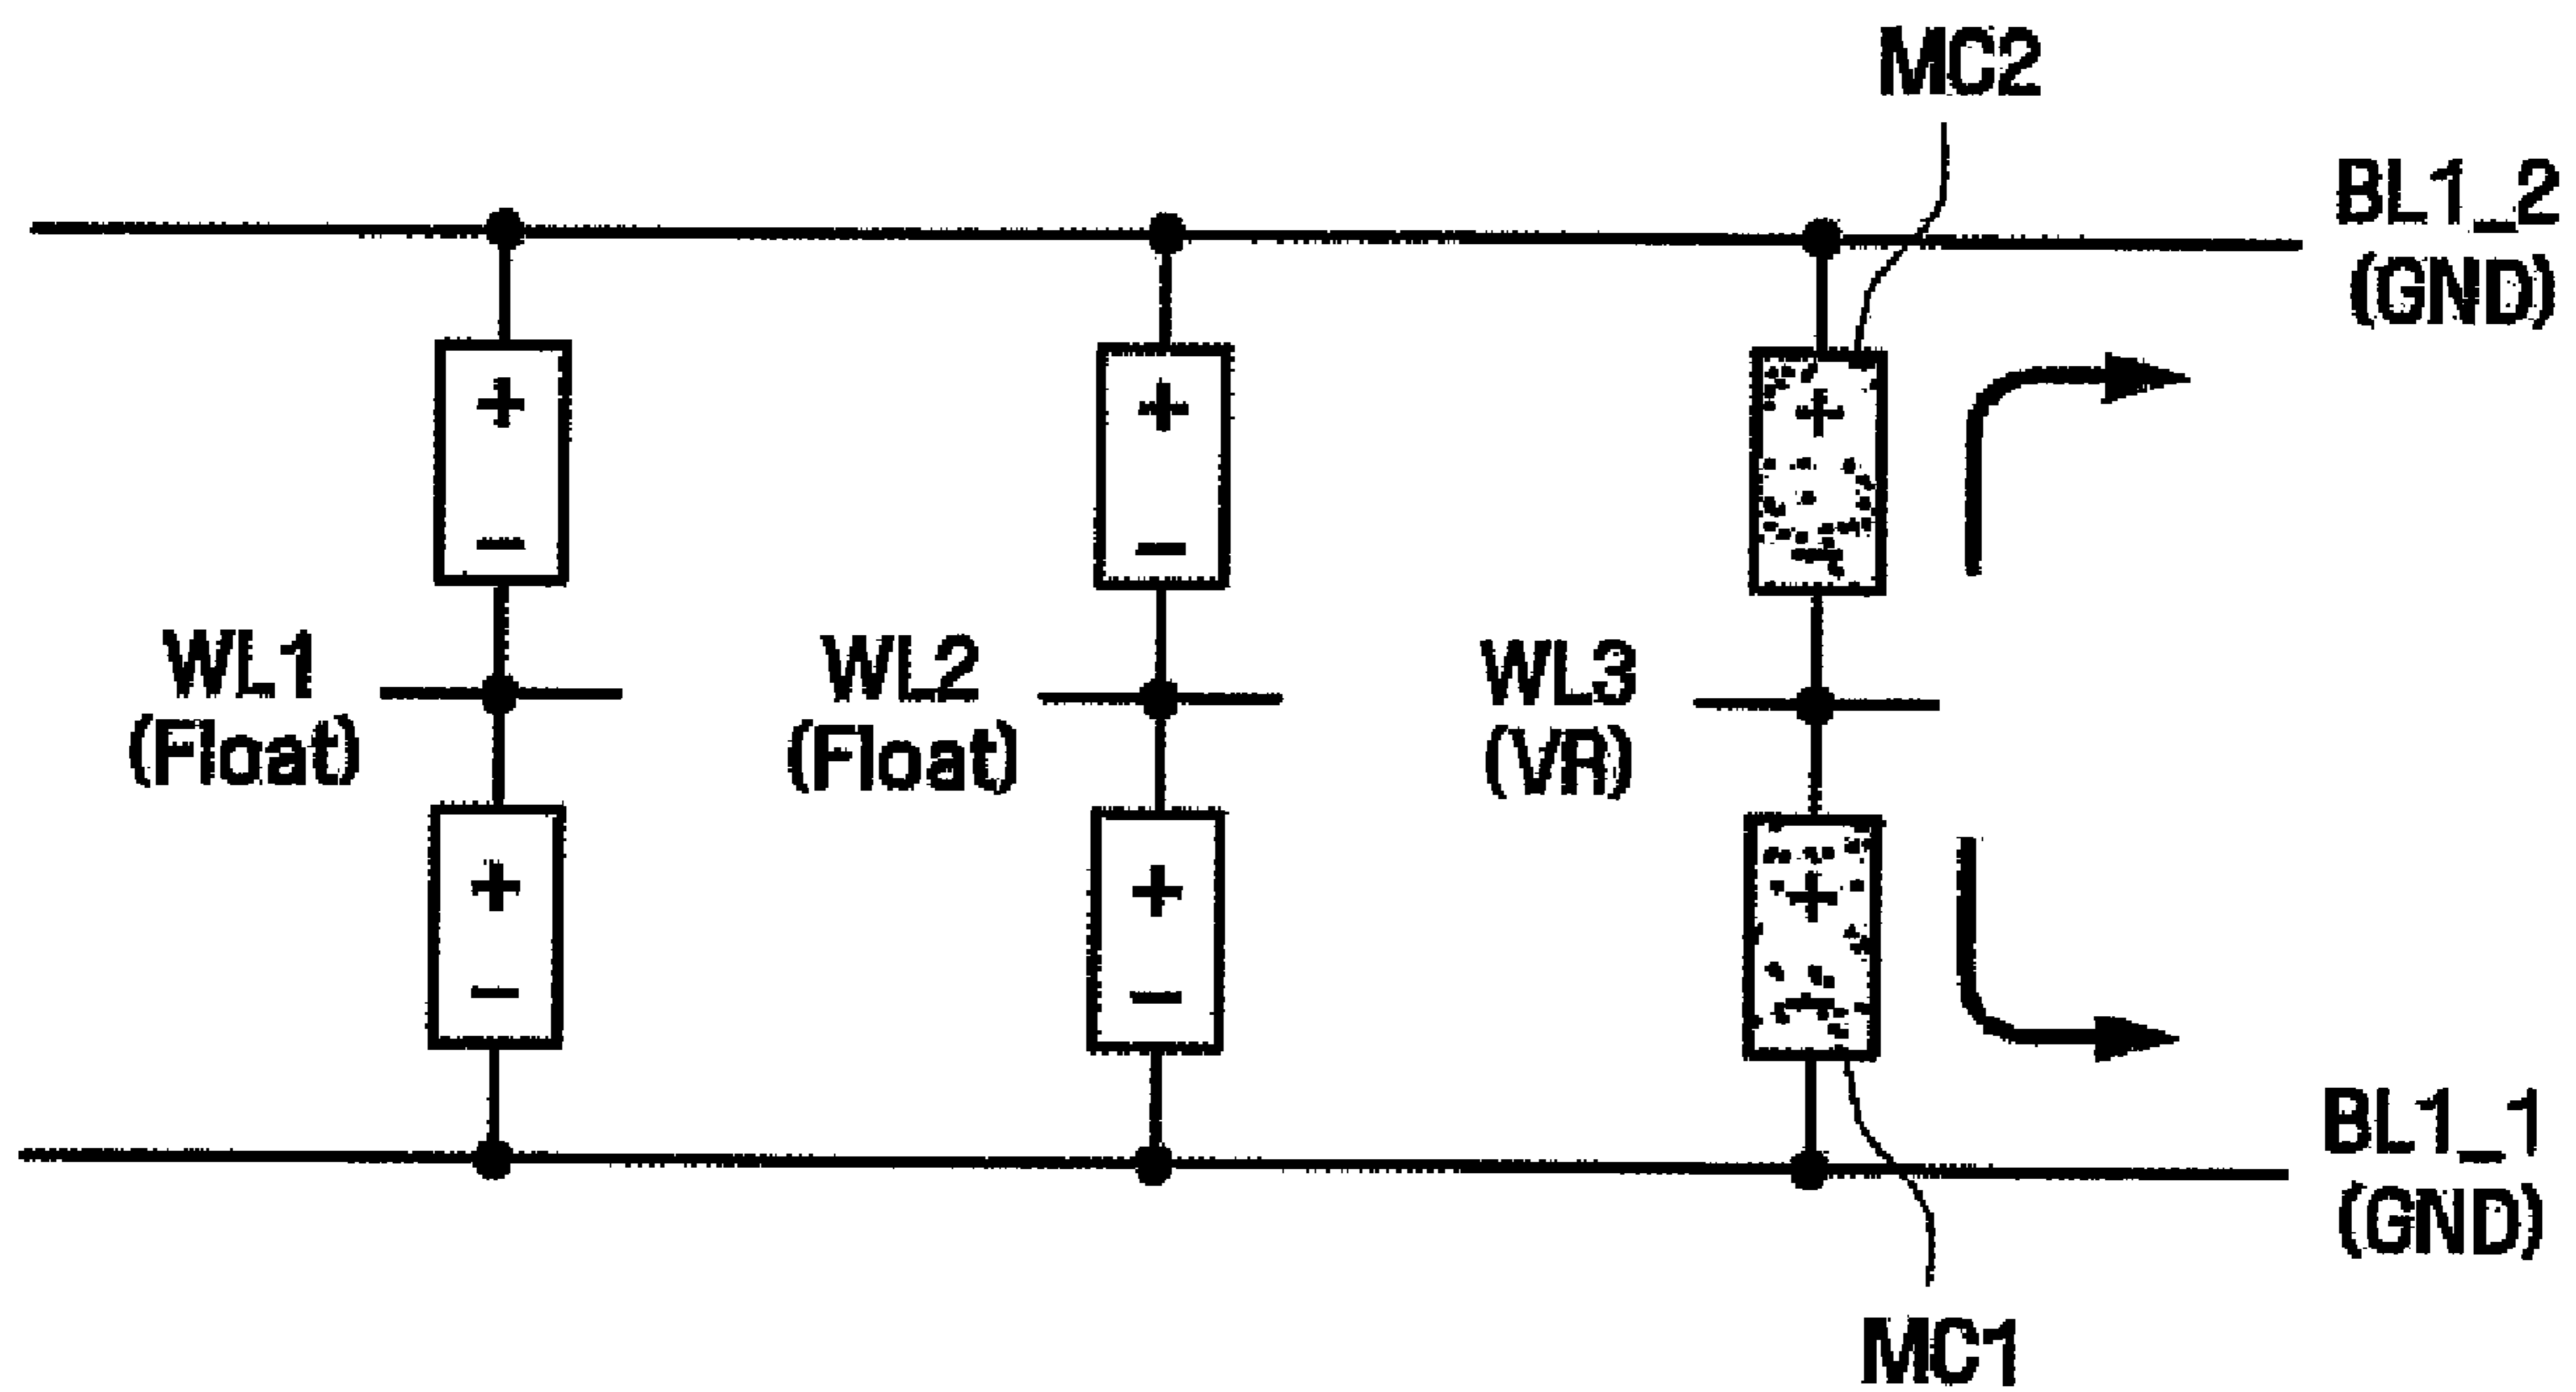 MC2
BL1_2
(GND)
+
+
+
−
−
−
WL1
(Float)
WL2
(Float)
WL3
(VR)
+
+
+
−
−
−
BL1_1
(GND)
MC1